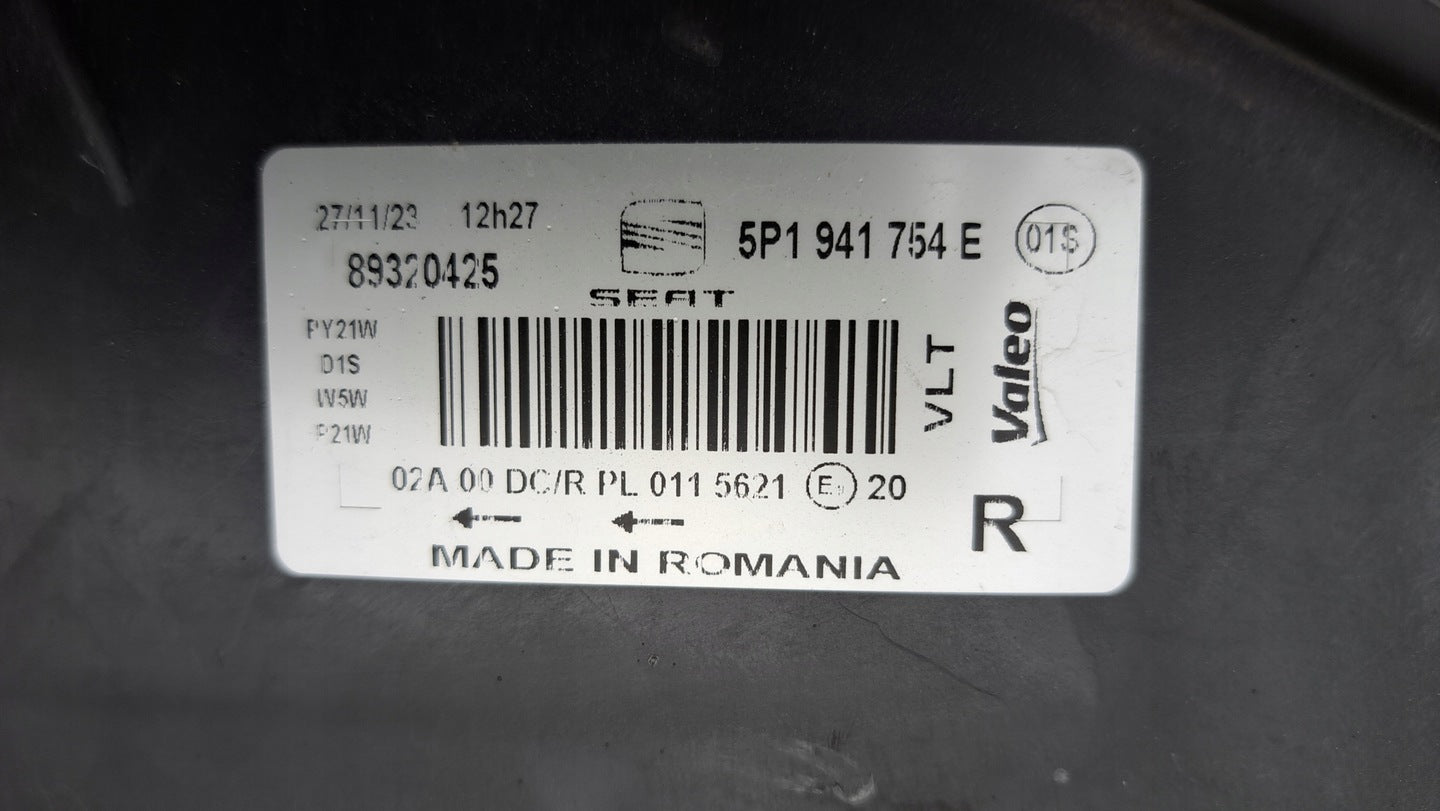 27/11/23 12h27
89320425
SEAT
5P1 941 754 E
01S
PY21W
D1S
W5W
P21W
VLT
Valeo
02A 00 DC/R PL 011 5621 E9 20
R
MADE IN ROMANIA